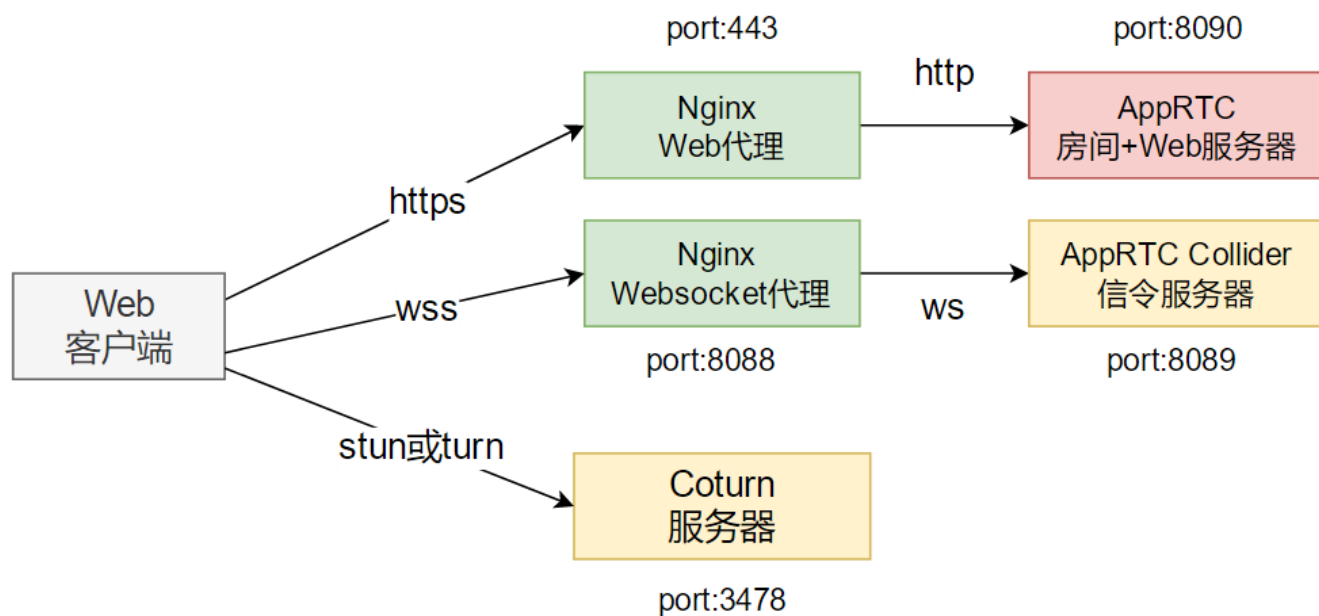 port:443
port:8090
Nginx
Web代理
http
AppRTC
房间+Web服务器
https
Nginx
Websocket代理
AppRTC Collider
信令服务器
Web
客户端
wss
ws
port:8088
port:8089
stun或turn
Coturn
服务器
port:3478